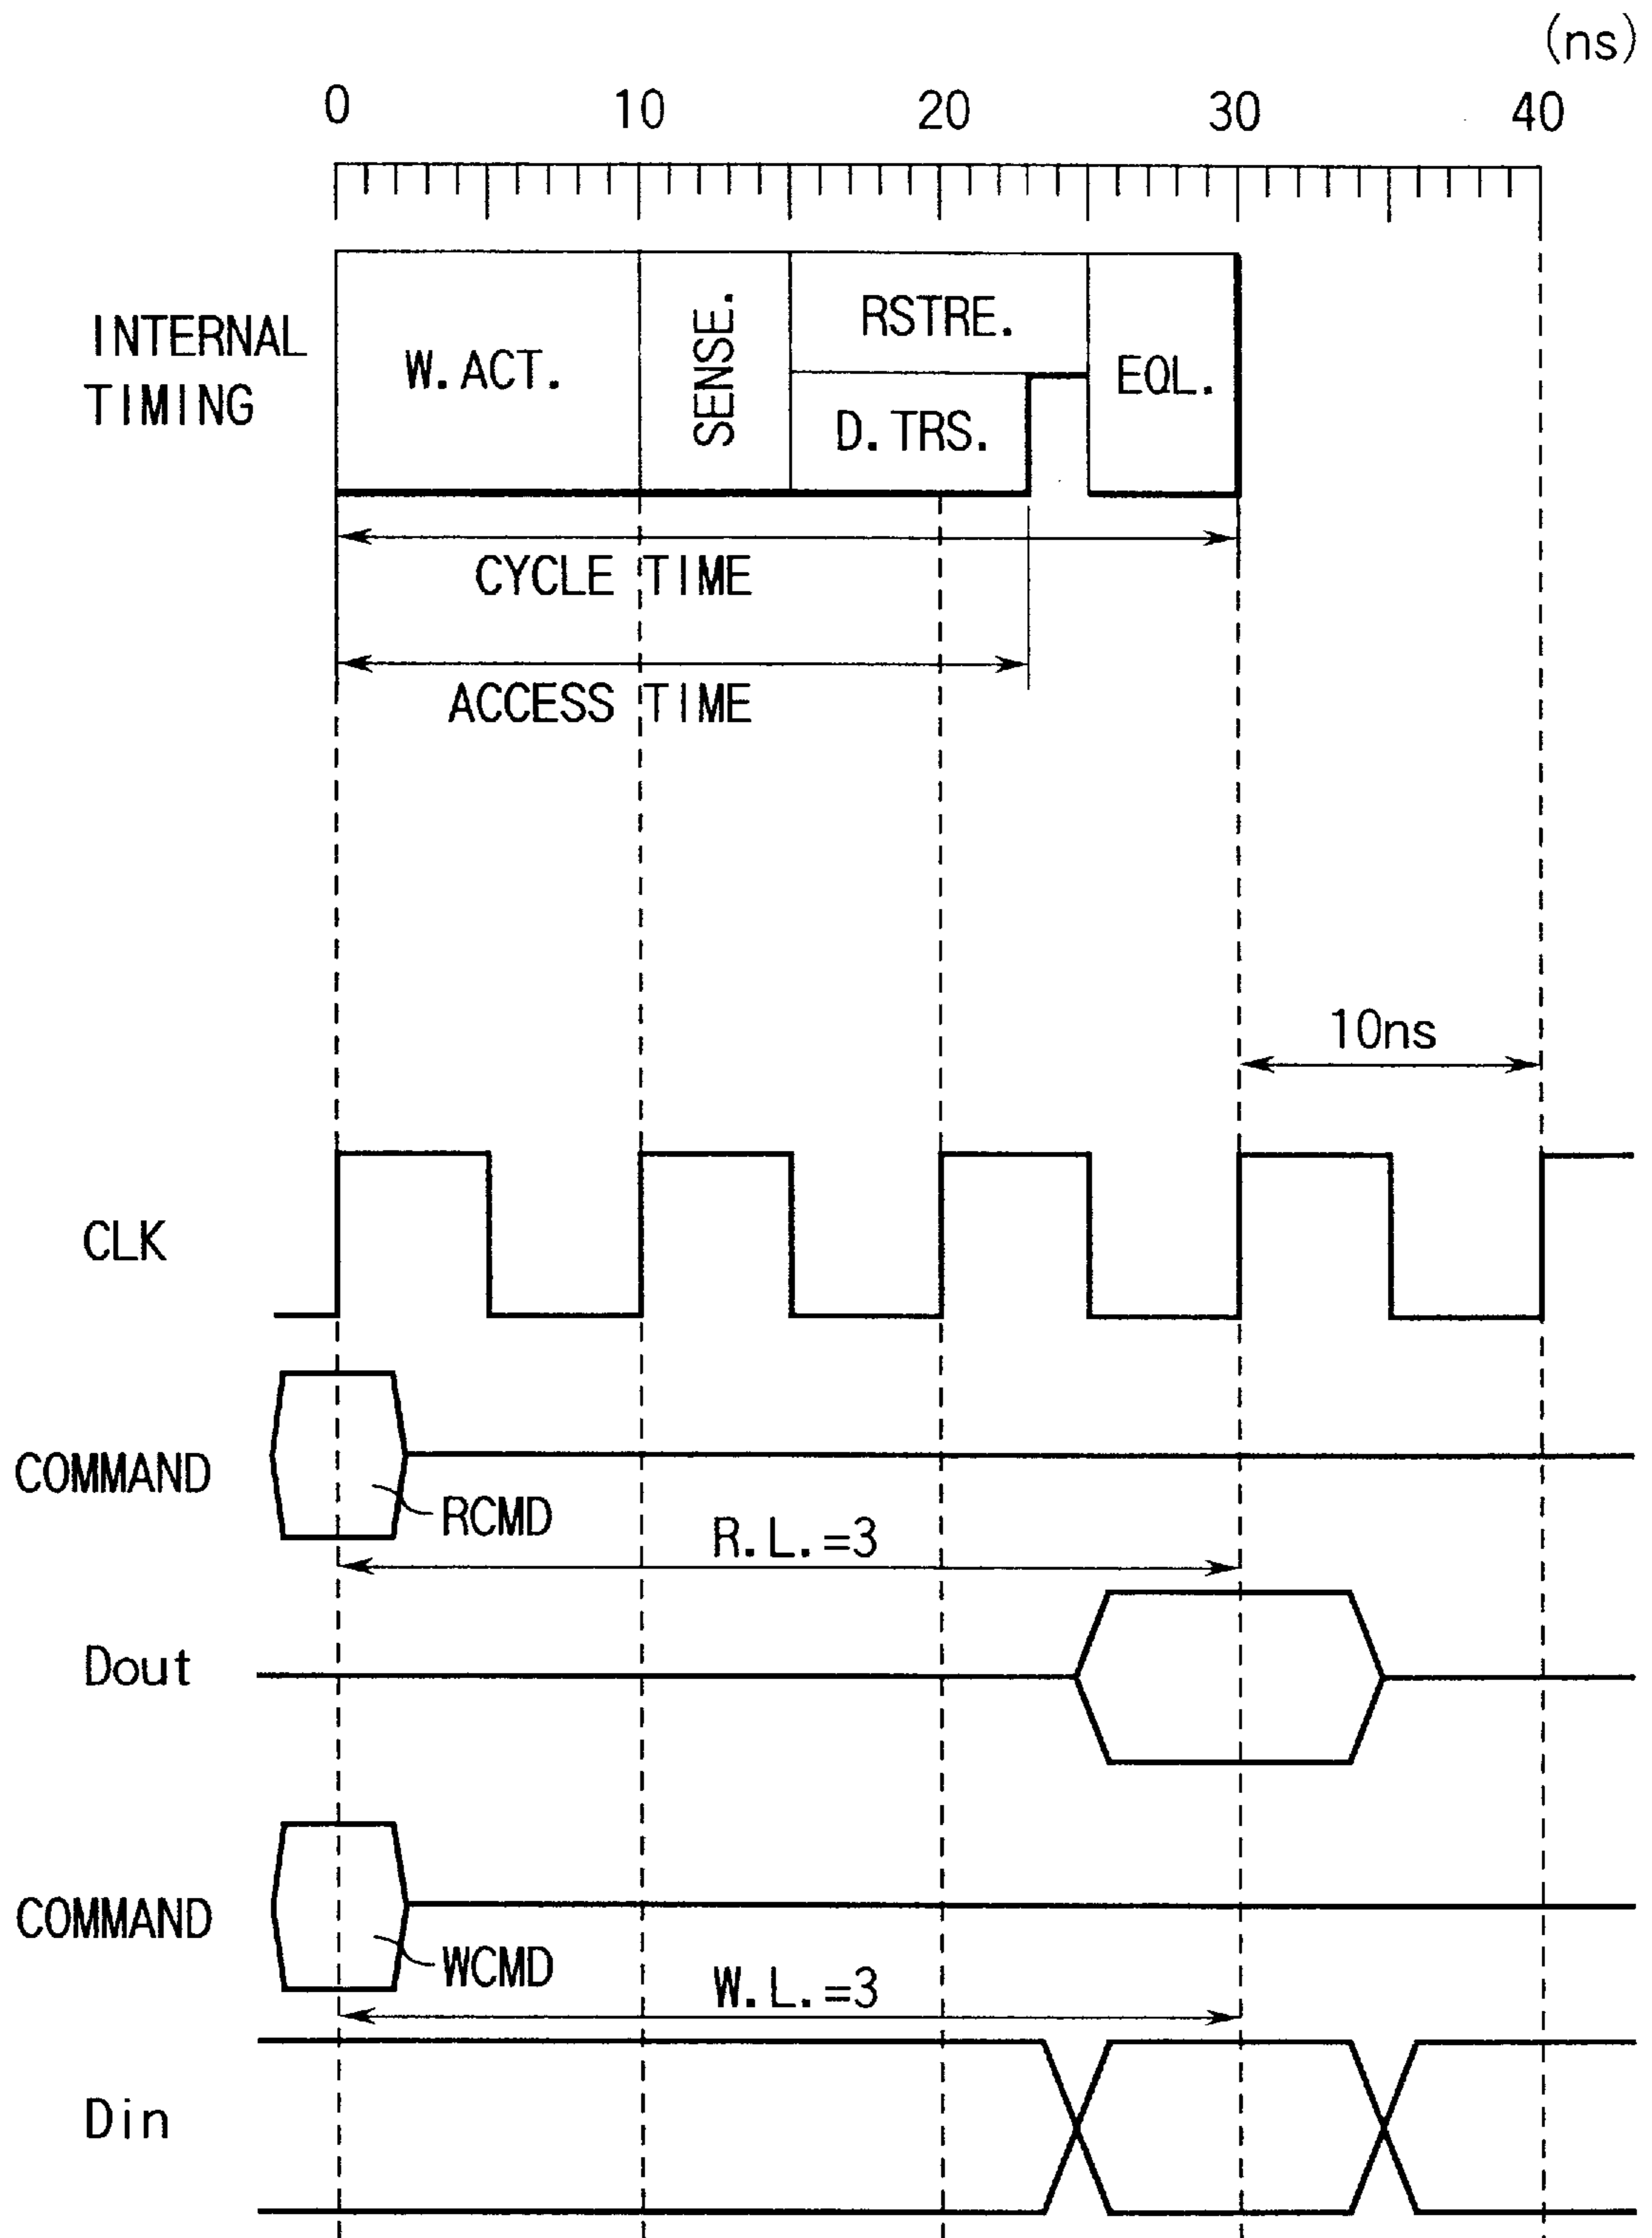 (ns)
0 10 20 30 40
INTERNAL
TIMING
W.ACT.
SENSE.
RSTRE.
D.TRS.
EQL.
CYCLE TIME
ACCESS TIME
10ns
CLK
COMMAND
RCMD
R.L.=3
Dout
COMMAND
WCMD
W.L.=3
Din